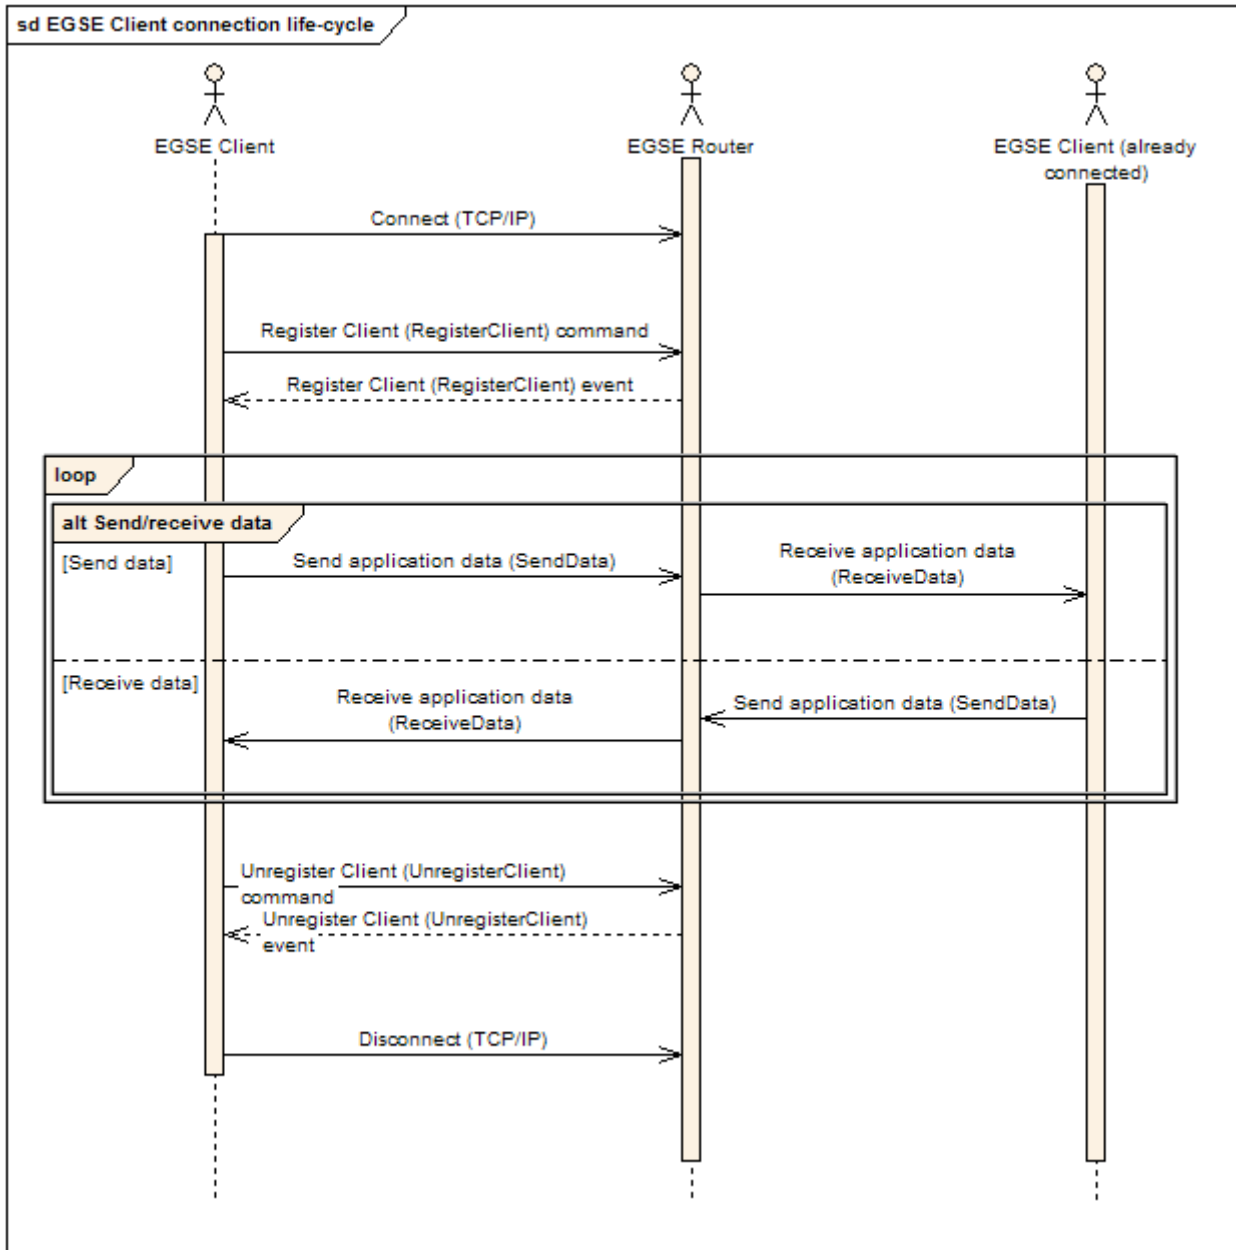 sd EGSE Client connection life-cycle
EGSE Client
EGSE Router
EGSE Client (already
connected)
Connect (TCP/IP)
Register Client (RegisterClient) command
Register Client (RegisterClient) event
loop
alt Send/receive data
[Send data]
Send application data (SendData)
Receive application data
(ReceiveData)
[Receive data]
Receive application data
(ReceiveData)
Send application data (SendData)
Unregister Client (UnregisterClient)
command
Unregister Client (UnregisterClient)
event
Disconnect (TCP/IP)